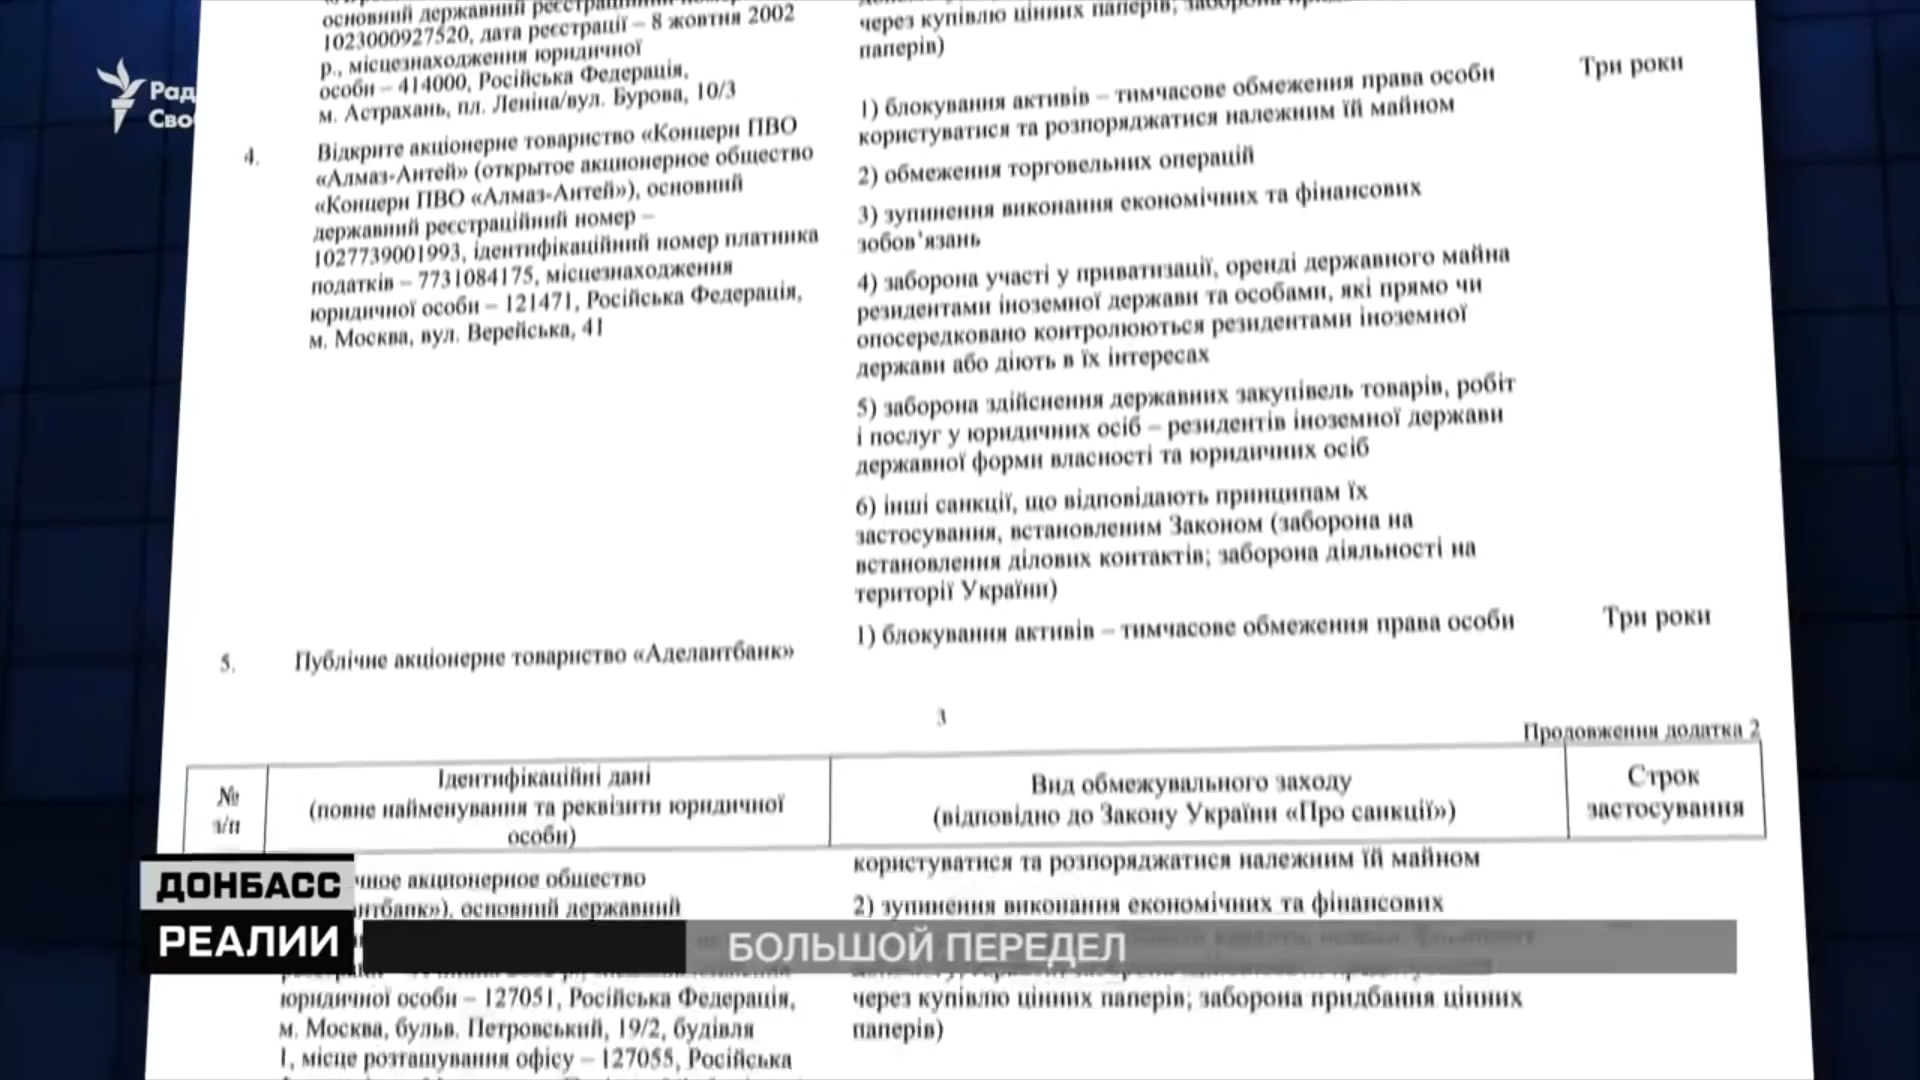 основний державний реєстраційний номер
1023000927520, дата реєстрації – 8 жовтня 2002
р., місцезнаходження юридичної
особи – 414000, Російська Федерація,
м. Астрахань, пл. Леніна/вул. Бурова, 10/3
через купівлю цінних паперів;
паперів)
Рад
Сво
4.
Відкрите акціонерне товариство «Концерн ПВО
«Алмаз-Антей» (открытое акционерное общество
«Концерн ПВО «Алмаз-Антей»), основний
державний реєстраційний номер –
1027739001993, ідентифікаційний номер платника
податків – 7731084175, місцезнаходження
юридичної особи – 121471, Російська Федерація,
м. Москва, вул. Верейська, 41
1) блокування активів – тимчасове обмеження права особи
користуватися та розпоряджатися належним їй майном
2) обмеження торговельних операцій
3) зупинення виконання економічних та фінансових
зобов’язань
4) заборона участі у приватизації, оренді державного майна
резидентами іноземної держави та особами, які прямо чи
опосередковано контролюються резидентами іноземної
держави або діють в їх інтересах
5) заборона здійснення державних закупівель товарів, робіт
і послуг у юридичних осіб – резидентів іноземної держави
державної форми власності та юридичних осіб
6) інші санкції, що відповідають принципам їх
застосування, встановленим Законом (заборона на
встановлення ділових контактів; заборона діяльності на
території України)
Три роки
5.
Публічне акціонерне товариство «Аделантбанк»
1) блокування активів – тимчасове обмеження права особи
Три роки
3
Продовження додатка 2
№
з/п
Ідентифікаційні дані
(повне найменування та реквізити юридичної
особи)
Вид обмежувального заходу
(відповідно до Закону України «Про санкції»)
Строк
застосування
чное акционерное общество
нтбанк»), основний державний
юридичної особи – 127051, Російська Федерація,
м. Москва, бульв. Петровський, 19/2, будівля
1, місце розташування офісу – 127055, Російська
користуватися та розпоряджатися належним їй майном
2) зупинення виконання економічних та фінансових
через купівлю цінних паперів; заборона придбання цінних
паперів)
ДОНБАСС
РЕАЛИИ
БОЛЬШОЙ ПЕРЕДЕЛ